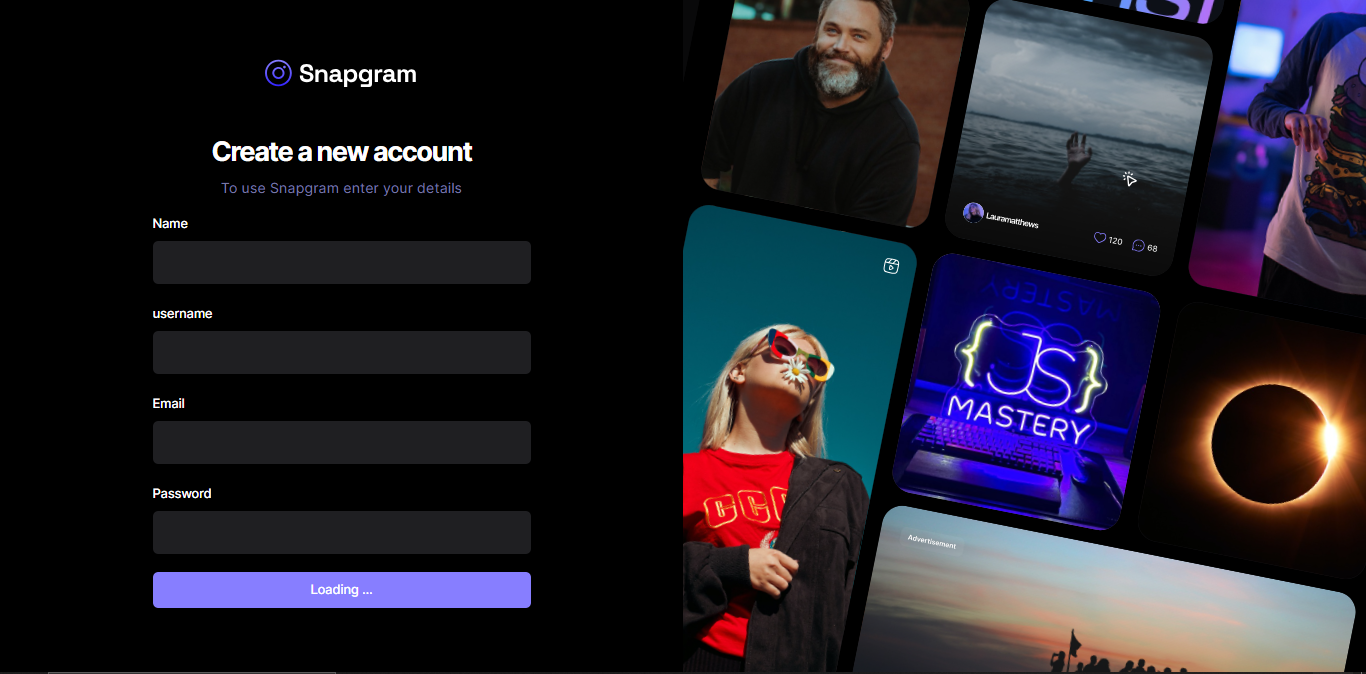 Snapgram
Create a new account
To use Snapgram enter your details
Name
username
Email
Password
Loading ...
Lauramatthews
120
68
MASTERY
{JS}
MASTERY
Advertisement